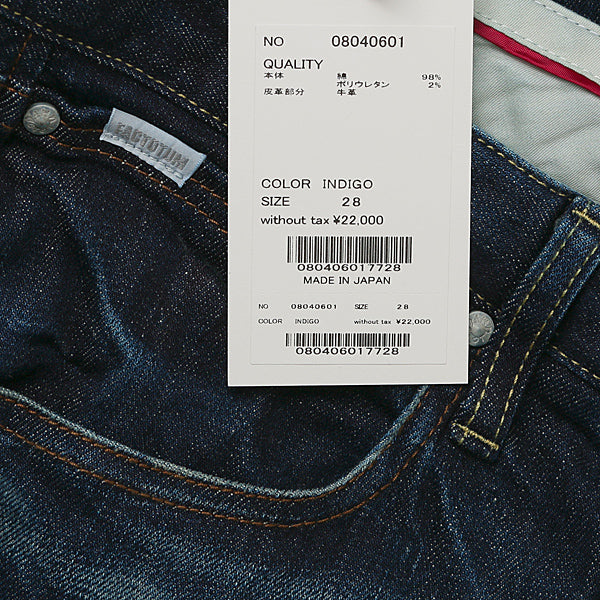 NO 08040601
QUALITY
本体 綿 98%
ポリウレタン 2%
皮革部分 牛革
FACTOTUM
COLOR INDIGO
SIZE 28
without tax ¥22,000
080406017728
MADE IN JAPAN
NO 08040601 SIZE 28
COLOR INDIGO without tax ¥22,000
080406017728